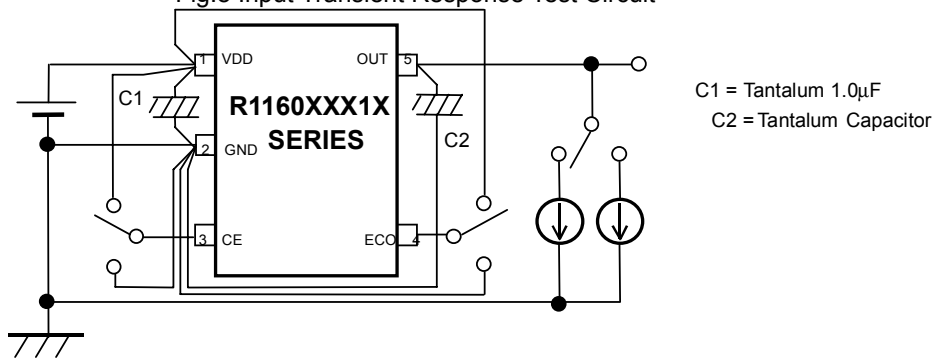 Fig.3 Input Transient Response Test Circuit
1 VDD
OUT 5
C1
R1160XXX1X
SERIES
2 GND
C2
3 CE
ECO 4
C1 = Tantalum 1.0μF
C2 = Tantalum Capacitor